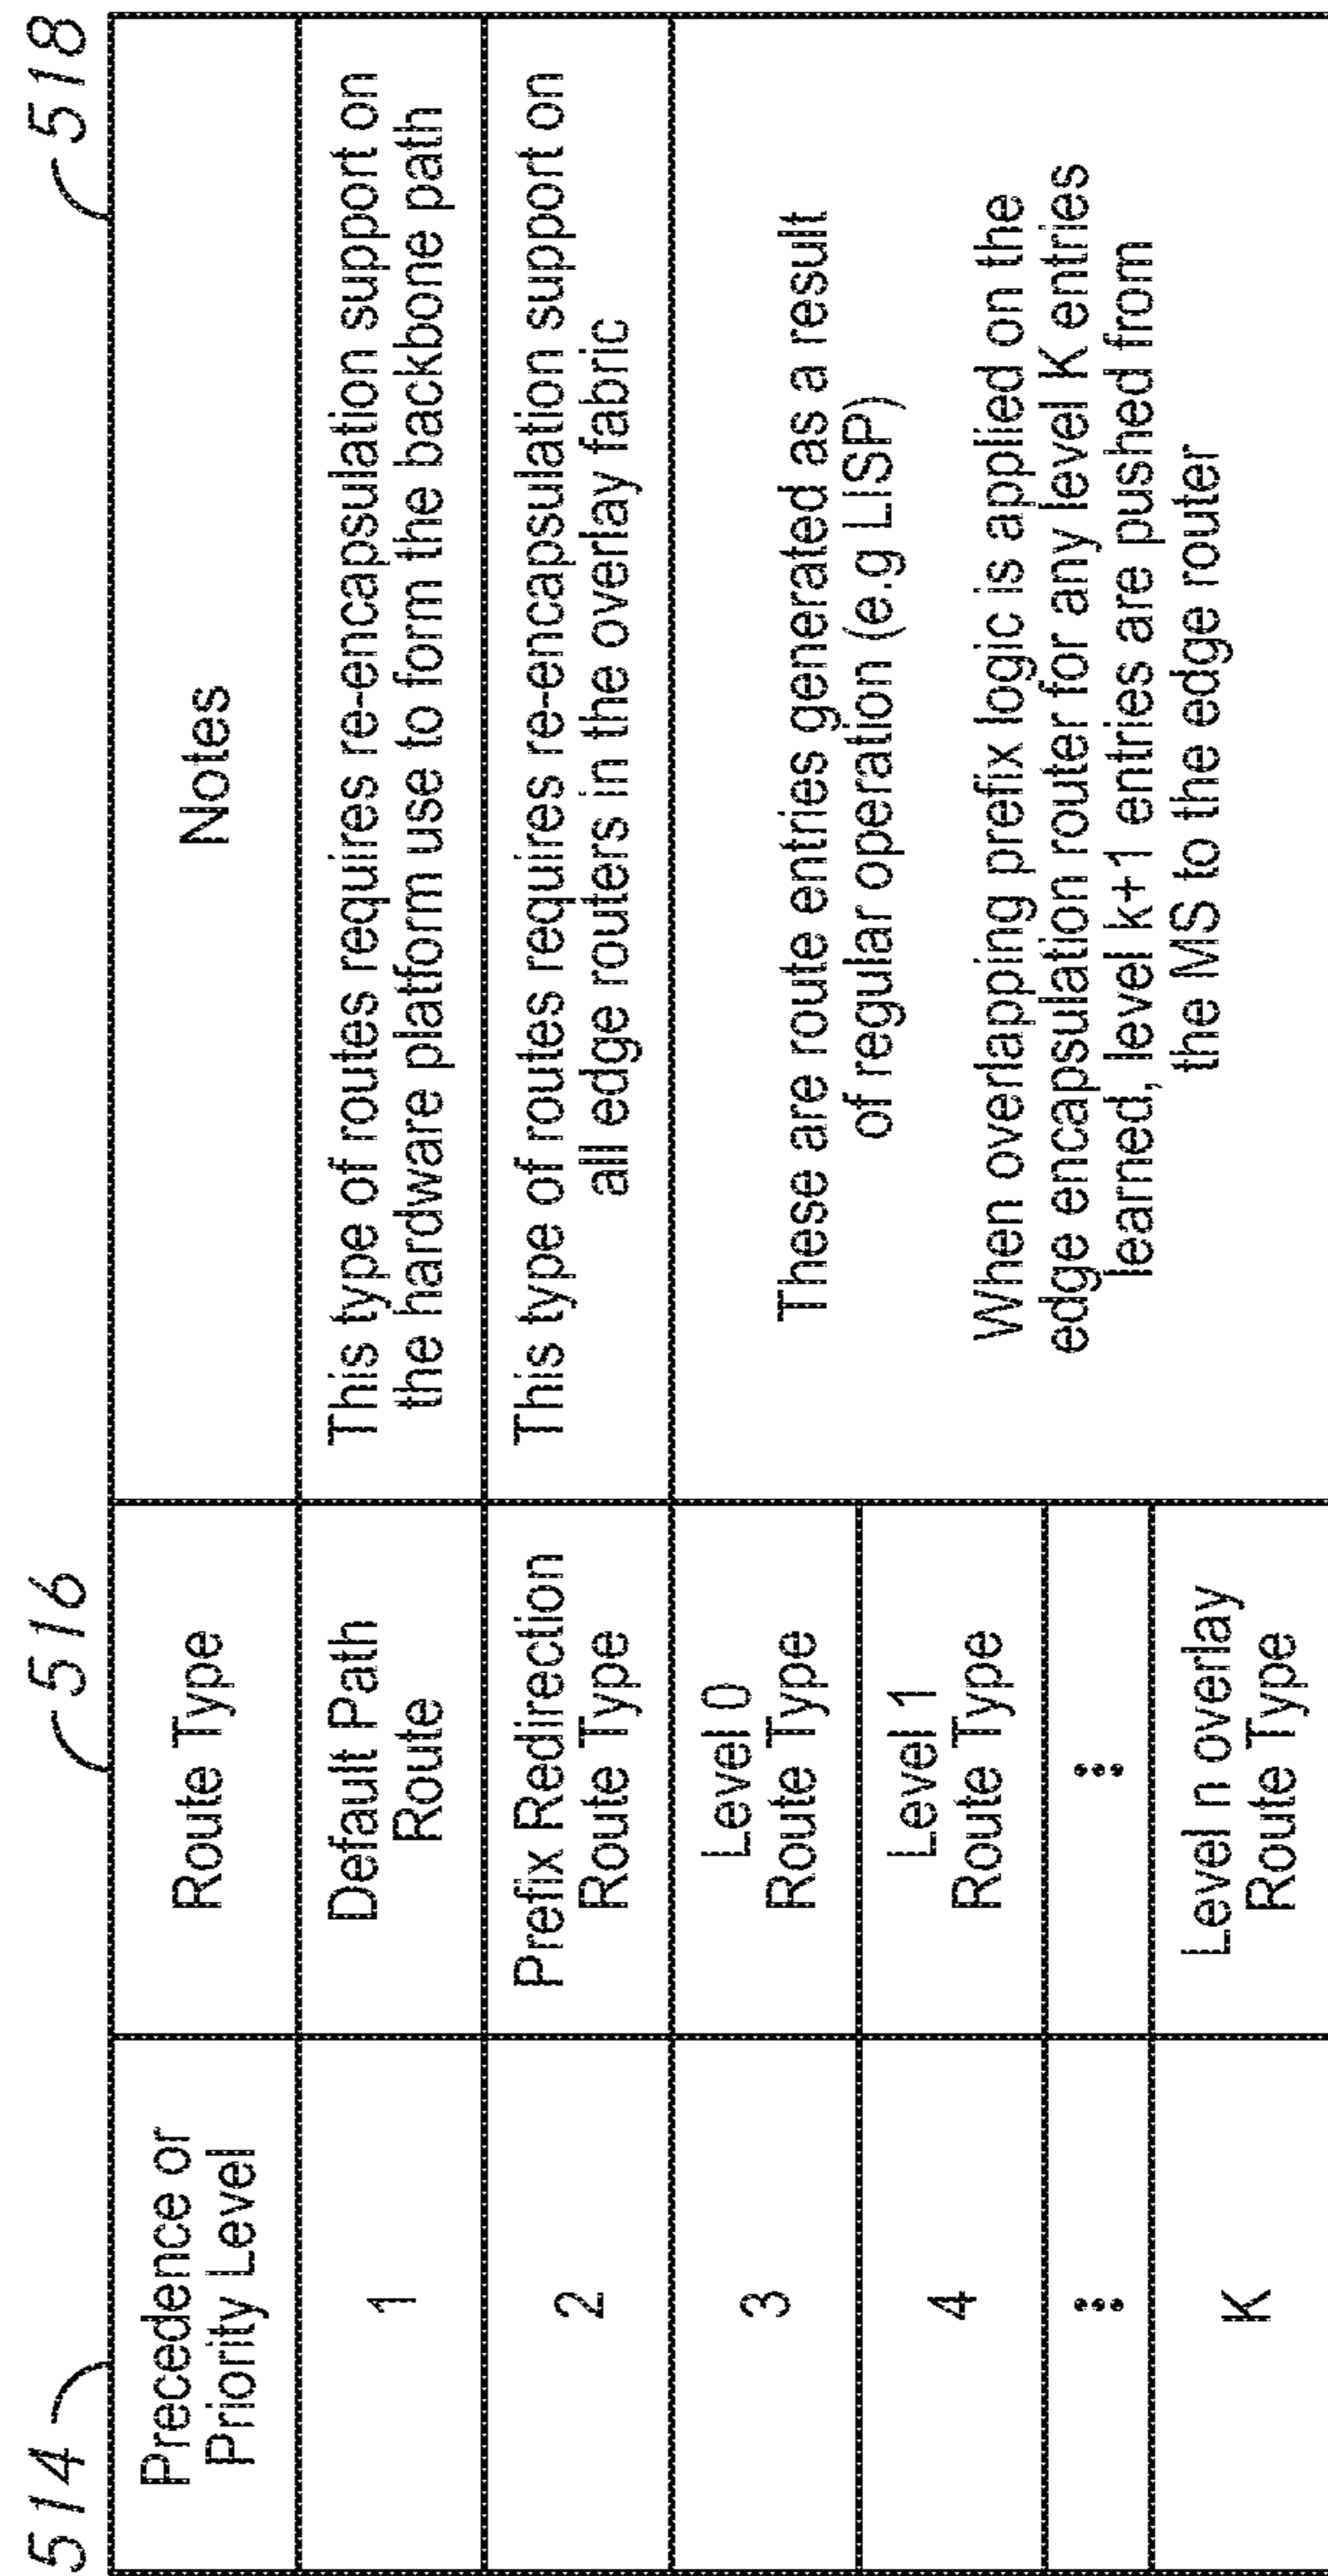 514
516
518
Precedence or
Priority Level
Route Type
Notes
1
Default Path
Route
This type of routes requires re-encapsulation support on
the hardware platform use to form the backbone path
2
Prefix Redirection
Route Type
This type of routes requires re-encapsulation support on
all edge routers in the overlay fabric
3
Level 0
Route Type
These are route entries generated as a result
of regular operation (e.g LISP)
When overlapping prefix logic is applied on the
edge encapsulation router for any level K entries
learned, level k+1 entries are pushed from
the MS to the edge router
4
Level 1
Route Type
⋮
⋮
K
Level n overlay
Route Type